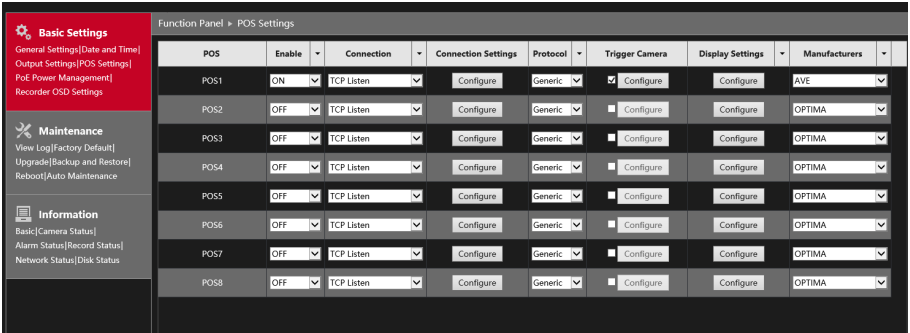 Basic Settings
General Settings|Date and Time|
Output Settings|POS Settings|
PoE Power Management|
Recorder OSD Settings
Maintenance
View Log|Factory Default|
Upgrade|Backup and Restore|
Reboot|Auto Maintenance
Information
Basic|Camera Status|
Alarm Status|Record Status|
Network Status|Disk Status
Function Panel ▸ POS Settings
POS Enable Connection Connection Settings Protocol Trigger Camera Display Settings Manufacturers
POS1 ON TCP Listen Configure Generic Configure Configure AVE
POS2 OFF TCP Listen Configure Generic Configure Configure OPTIMA
POS3 OFF TCP Listen Configure Generic Configure Configure OPTIMA
POS4 OFF TCP Listen Configure Generic Configure Configure OPTIMA
POS5 OFF TCP Listen Configure Generic Configure Configure OPTIMA
POS6 OFF TCP Listen Configure Generic Configure Configure OPTIMA
POS7 OFF TCP Listen Configure Generic Configure Configure OPTIMA
POS8 OFF TCP Listen Configure Generic Configure Configure OPTIMA